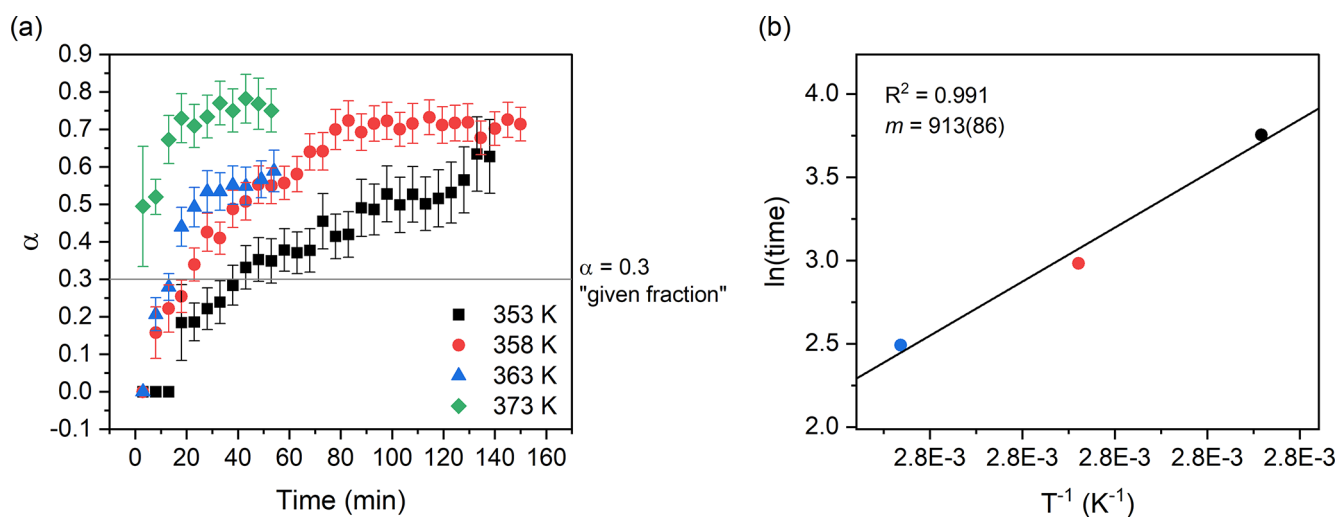 (a)
0.9
0.8
0.7
0.6
0.5
0.4
0.3
0.2
0.1
0.0
-0.1
α
0 20 40 60 80 100 120 140 160
Time (min)
α = 0.3
"given fraction"
353 K
358 K
363 K
373 K
(b)
R² = 0.991
m = 913(86)
4.0
3.5
3.0
2.5
2.0
ln(time)
2.8E-3 2.8E-3 2.8E-3 2.8E-3 2.8E-3
T⁻¹ (K⁻¹)